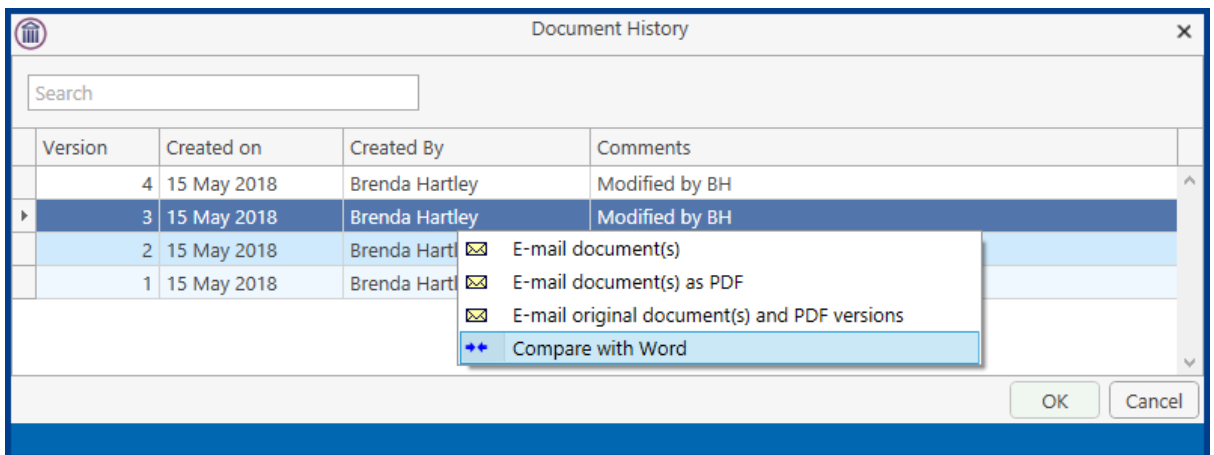 Document History
Search
Version Created on Created By Comments
4 15 May 2018 Brenda Hartley Modified by BH
3 15 May 2018 Brenda Hartley Modified by BH
2 15 May 2018 Brenda
E-mail document(s)
1 15 May 2018 Brenda
E-mail document(s) as PDF
E-mail original document(s) and PDF versions
Compare with Word
OK Cancel